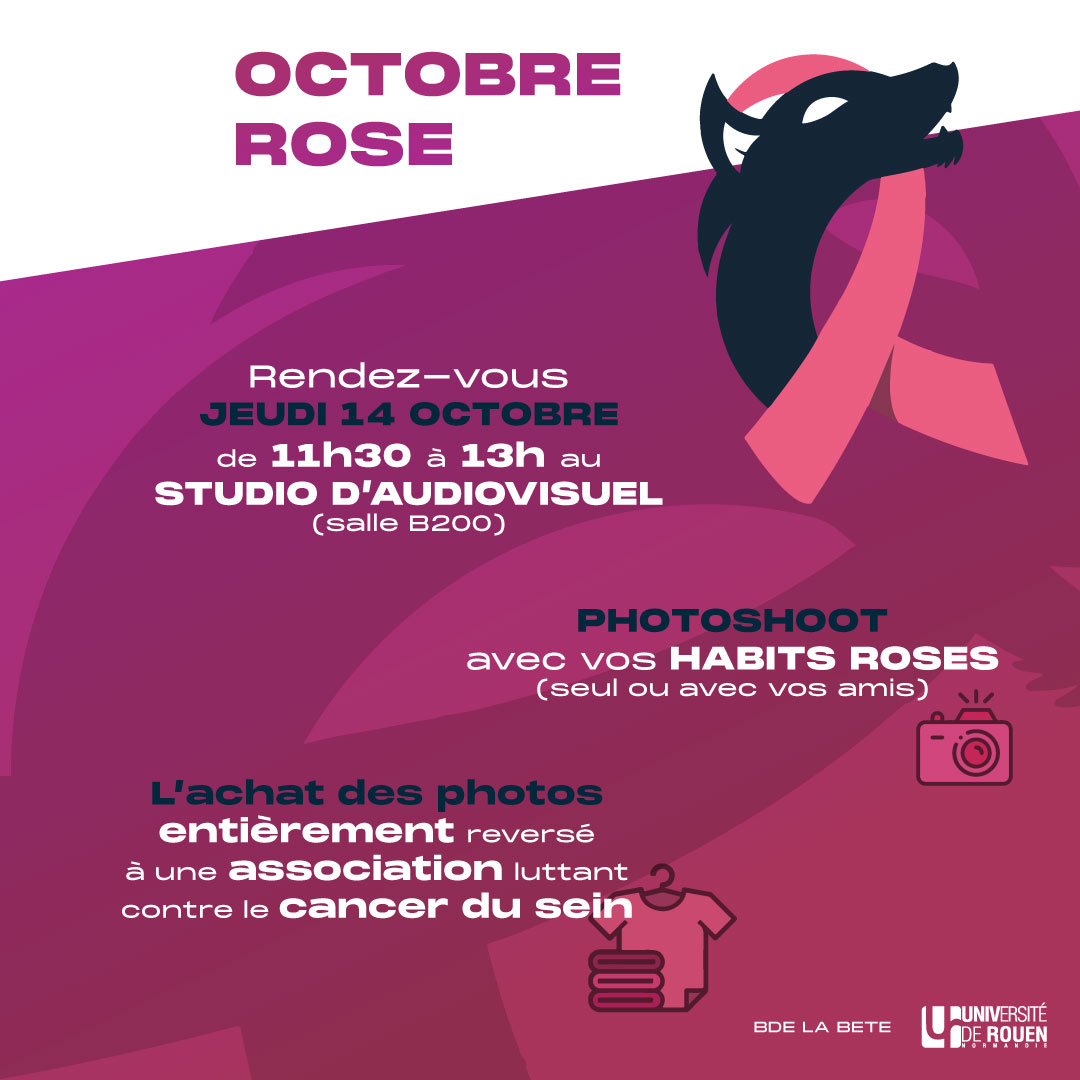 OCTOBRE
ROSE
Rendez-vous
JEUDI 14 OCTOBRE
de 11h30 à 13h au
STUDIO D'AUDIOVISUEL
(salle B200)
PHOTOSHOOT
avec vos HABITS ROSES
(seul ou avec vos amis)
L'achat des photos
entièrement reversé
à une association luttant
contre le cancer du sein
BDE LA BETE
UNIVERSITÉ
DE ROUEN
NORMANDIE